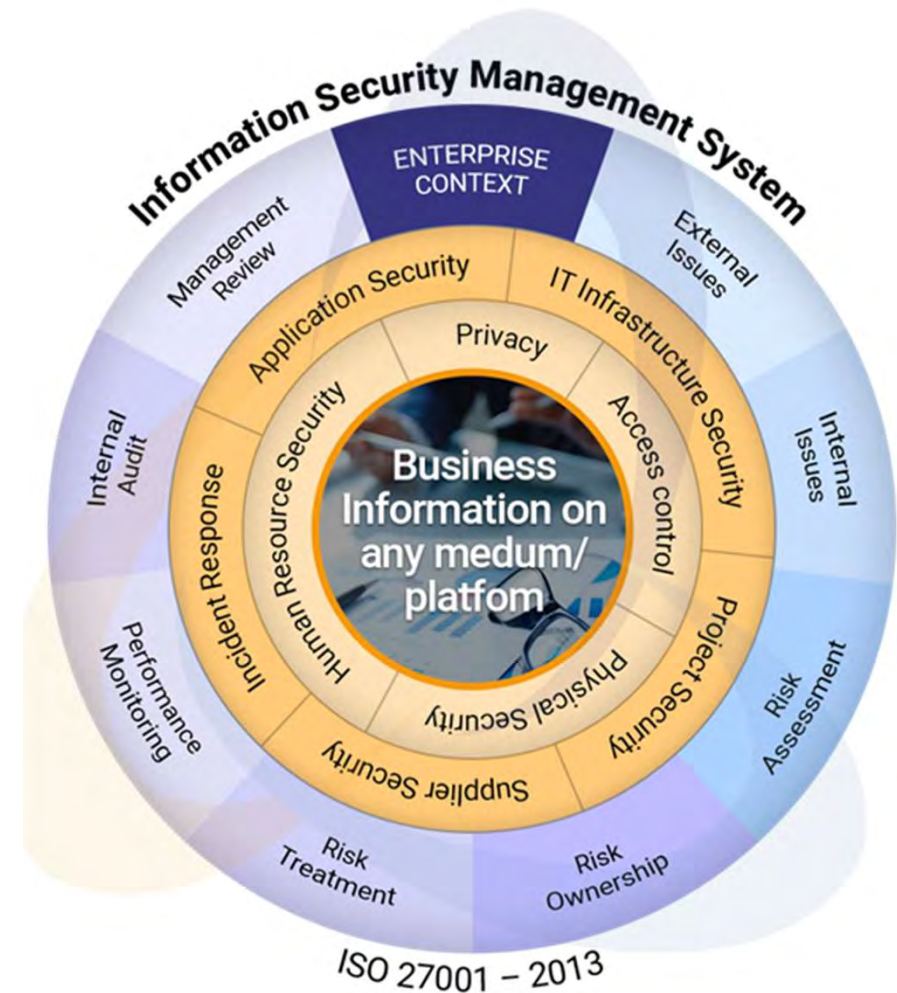 Information Security Management System
ENTERPRISE
CONTEXT
External
Issues
Internal
Issues
Risk
Assessment
Risk
Ownership
Risk
Treatment
Performance
Monitoring
Internal
Audit
Management
Review
Application Security
IT Infrastructure Security
Project Security
Supplier Security
Incident Response
Privacy
Access control
Physical Security
Human Resource Security
Business
Information on
any medum/
platfom
ISO 27001 – 2013